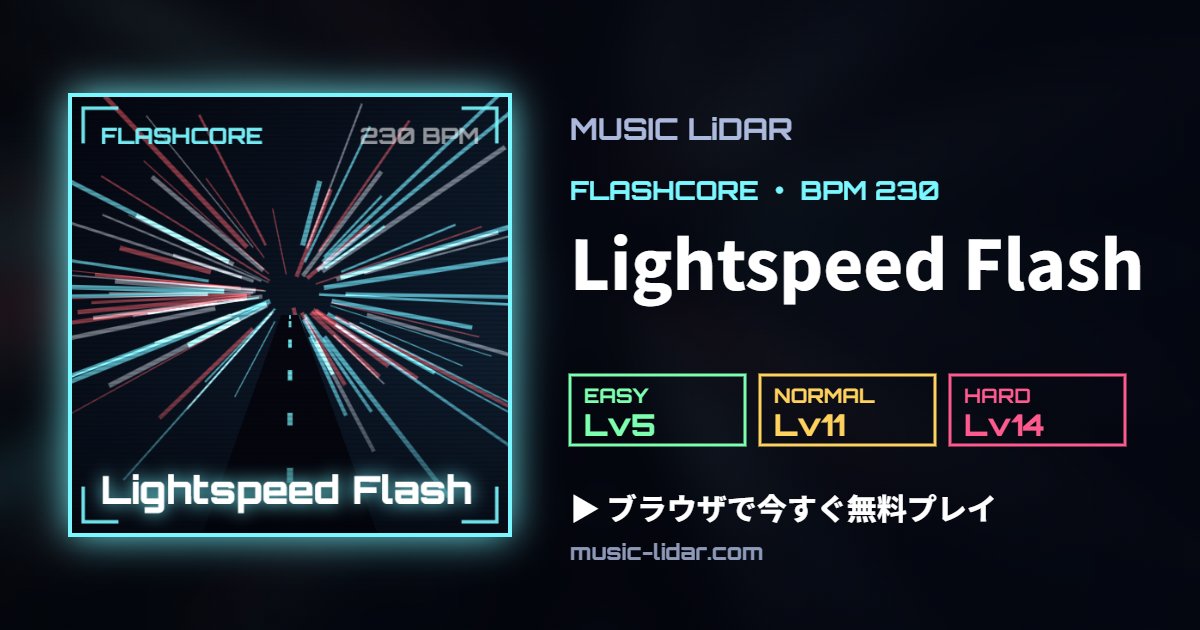 FLASHCORE
230 BPM
Lightspeed Flash
MUSIC LiDAR
FLASHCORE • BPM 230
Lightspeed Flash
EASY
Lv5
NORMAL
Lv11
HARD
Lv14
▶ ブラウザで今すぐ無料プレイ
music-lidar.com